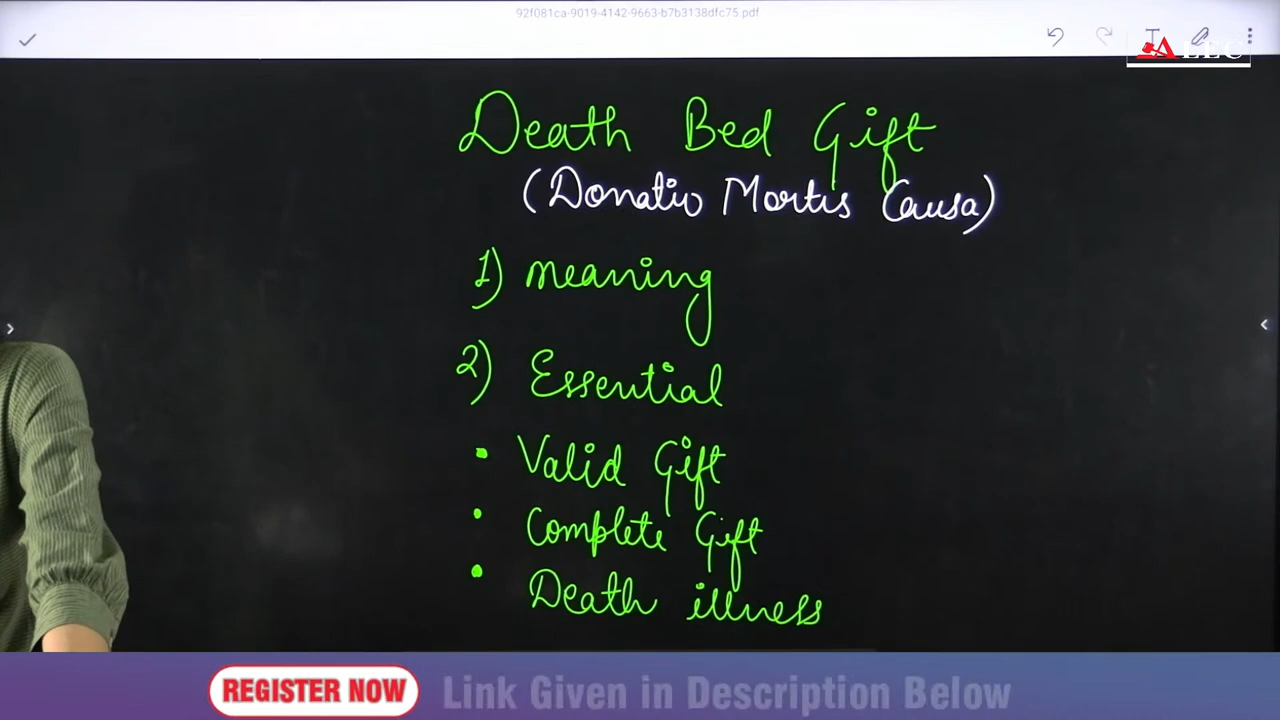 92f081ca-9019-4142-9663-b7b3138dfc75.pdf
LEC
Death Bed Gift
(Donatio Mortis Causa)
1) Meaning
2) Essential
• Valid Gift
• Complete Gift
• Death illness
REGISTER NOW
Link Given in Description Below